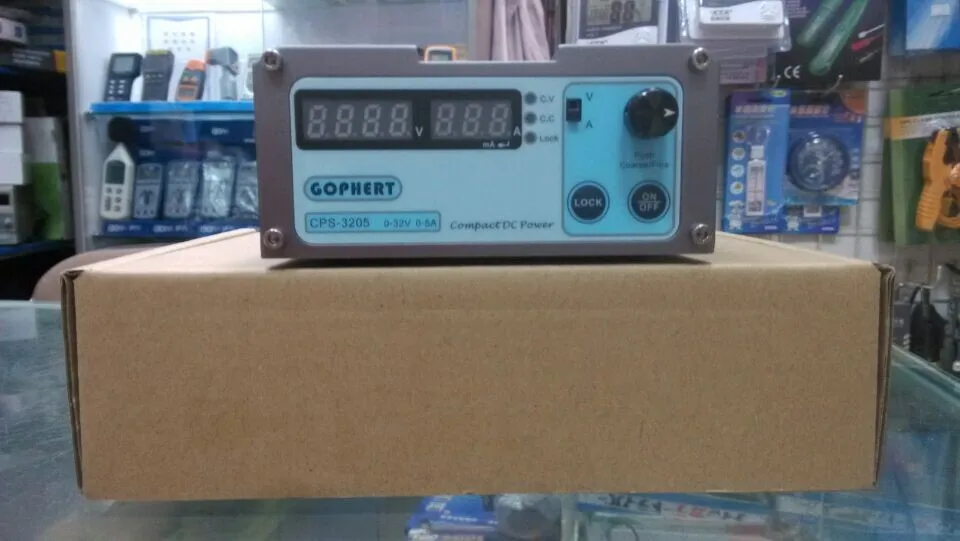 8.8.8.8. V 8.8.8. A
mA
C.V
C.C
Lock
V
A
Push:
Coarse/Fine
GOPHERT
LOCK
ON
OFF
CPS-3205 0-32V 0-5A
Compact DC Power
CE